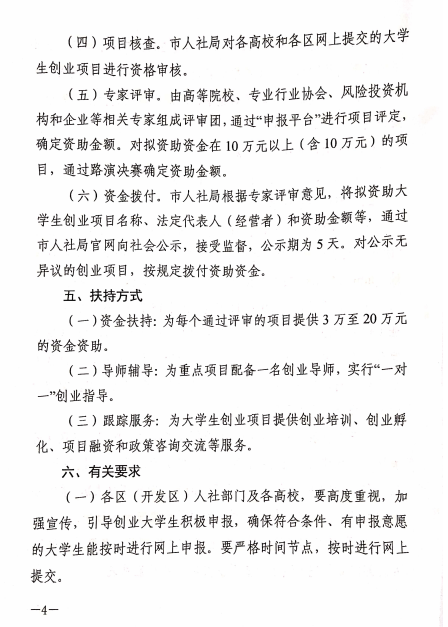 （四）项目核查。市人社局对各高校和各区网上提交的大学
生创业项目进行资格审核。
（五）专家评审。由高等院校、专业行业协会、风险投资机
构和企业等相关专家组成评审团，通过“申报平台”进行项目评定，
确定资助金额。对拟资助资金在 10 万元以上（含 10 万元）的项
目，通过路演决赛确定资助金额。
（六）资金拨付。市人社局根据专家评审意见，将拟资助大
学生创业项目名称、法定代表人（经营者）和资助金额等，通过
市人社局官网向社会公示，接受监督，公示期为 5 天。对公示无
异议的创业项目，按规定拨付资助资金。
五、扶持方式
（一）资金扶持：为每个通过评审的项目提供 3 万至 20 万元
的资金资助。
（二）导师辅导：为重点项目配备一名创业导师，实行“一对
一”创业指导。
（三）跟踪服务：为大学生创业项目提供创业培训、创业孵
化、项目融资和政策咨询交流等服务。
六、有关要求
（一）各区（开发区）人社部门及各高校，要高度重视，加
强宣传，引导创业大学生积极申报，确保符合条件、有申报意愿
的大学生能按时进行网上申报。要严格时间节点，按时进行网上
提交。
—4—